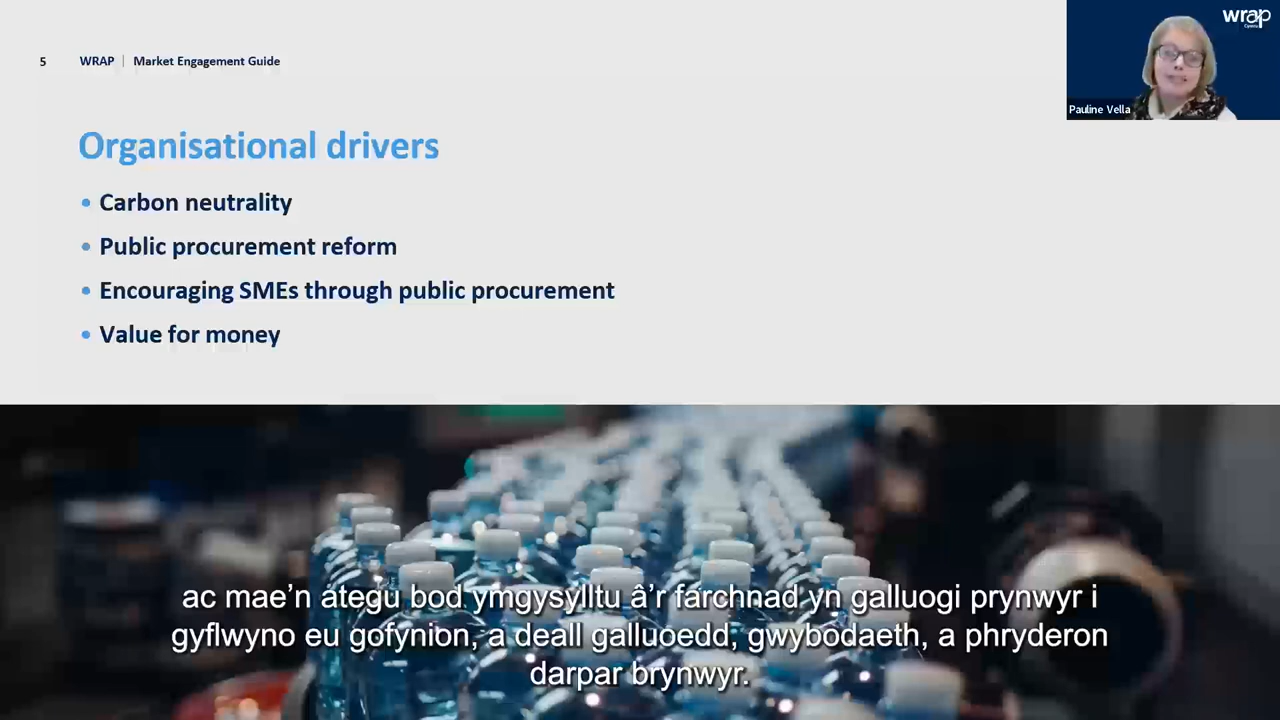 5 WRAP | Market Engagement Guide
wrap
Cymru
Pauline Vella
Organisational drivers
• Carbon neutrality
• Public procurement reform
• Encouraging SMEs through public procurement
• Value for money
ac mae’n ategu bod ymgysylltu â’r farchnad yn galluogi prynwyr i
gyflwyno eu gofynion, a deall galluoedd, gwybodaeth, a phryderon
darpar brynwyr.